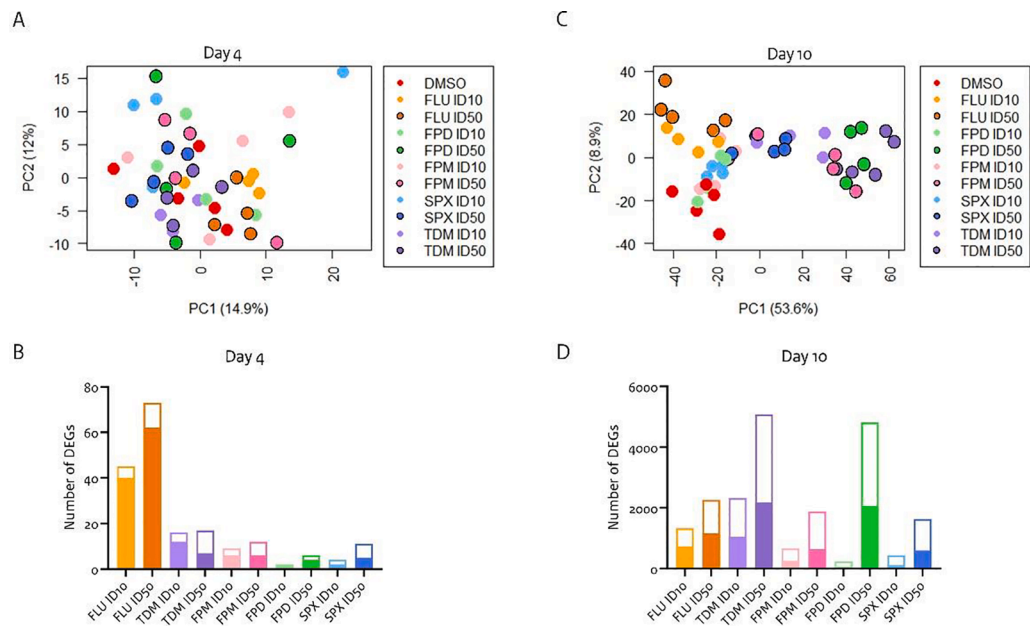 A
Day 4
PC2 (12%)
15
10
5
0
-5
-10
-10
0
10
20
PC1 (14.9%)
DMSO
FLU ID10
FLU ID50
FPD ID10
FPD ID50
FPM ID10
FPM ID50
SPX ID10
SPX ID50
TDM ID10
TDM ID50
C
Day 10
PC2 (8.9%)
40
20
0
-20
-40
-40
-20
0
20
40
60
PC1 (53.6%)
DMSO
FLU ID10
FLU ID50
FPD ID10
FPD ID50
FPM ID10
FPM ID50
SPX ID10
SPX ID50
TDM ID10
TDM ID50
B
Day 4
Number of DEGs
80
60
40
20
0
FLU ID10
FLU ID50
TDM ID10
TDM ID50
FPM ID10
FPM ID50
FPD ID10
FPD ID50
SPX ID10
SPX ID50
D
Day 10
Number of DEGs
6000
4000
2000
0
FLU ID10
FLU ID50
TDM ID10
TDM ID50
FPM ID10
FPM ID50
FPD ID10
FPD ID50
SPX ID10
SPX ID50